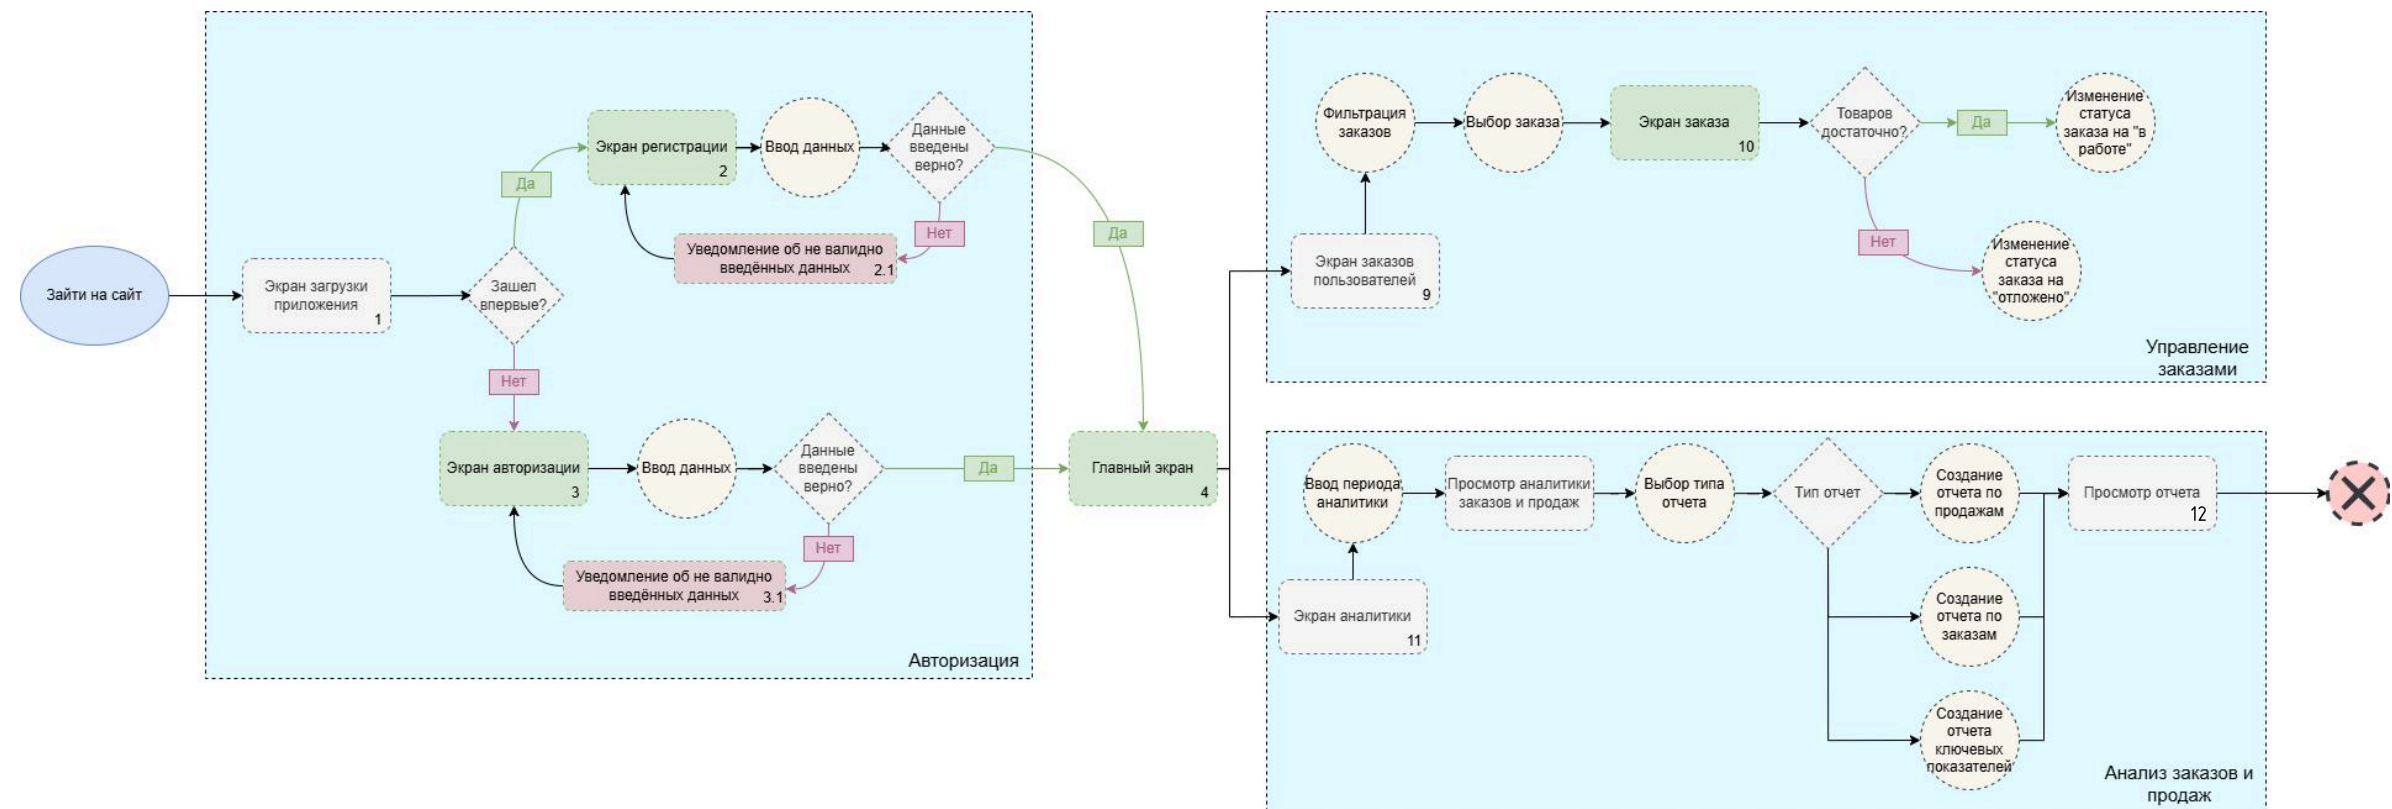 Зайти на сайт
Экран загрузки
приложения
1
Зашел
впервые?
Да
Экран регистрации
2
Ввод данных
Данные
введены
верно?
Нет
Уведомление об не валидно
введённых данных
2.1
Да
Нет
Экран авторизации
3
Ввод данных
Данные
введены
верно?
Да
Нет
Уведомление об не валидно
введённых данных
3.1
Авторизация
Главный экран
4
Экран заказов
пользователей
9
Фильтрация
заказов
Выбор заказа
Экран заказа
10
Товаров
достаточно?
Да
Изменение
статуса
заказа на "в
работе"
Нет
Изменение
статуса
заказа на
"отложено"
Управление
заказами
Экран аналитики
11
Ввод периода
аналитики
Просмотр аналитики
заказов и продаж
Выбор типа
отчета
Тип отчет
Создание
отчета по
продажам
Создание
отчета по
заказам
Создание
отчета
ключевых
показателей
Просмотр отчета
12
Анализ заказов и
продаж